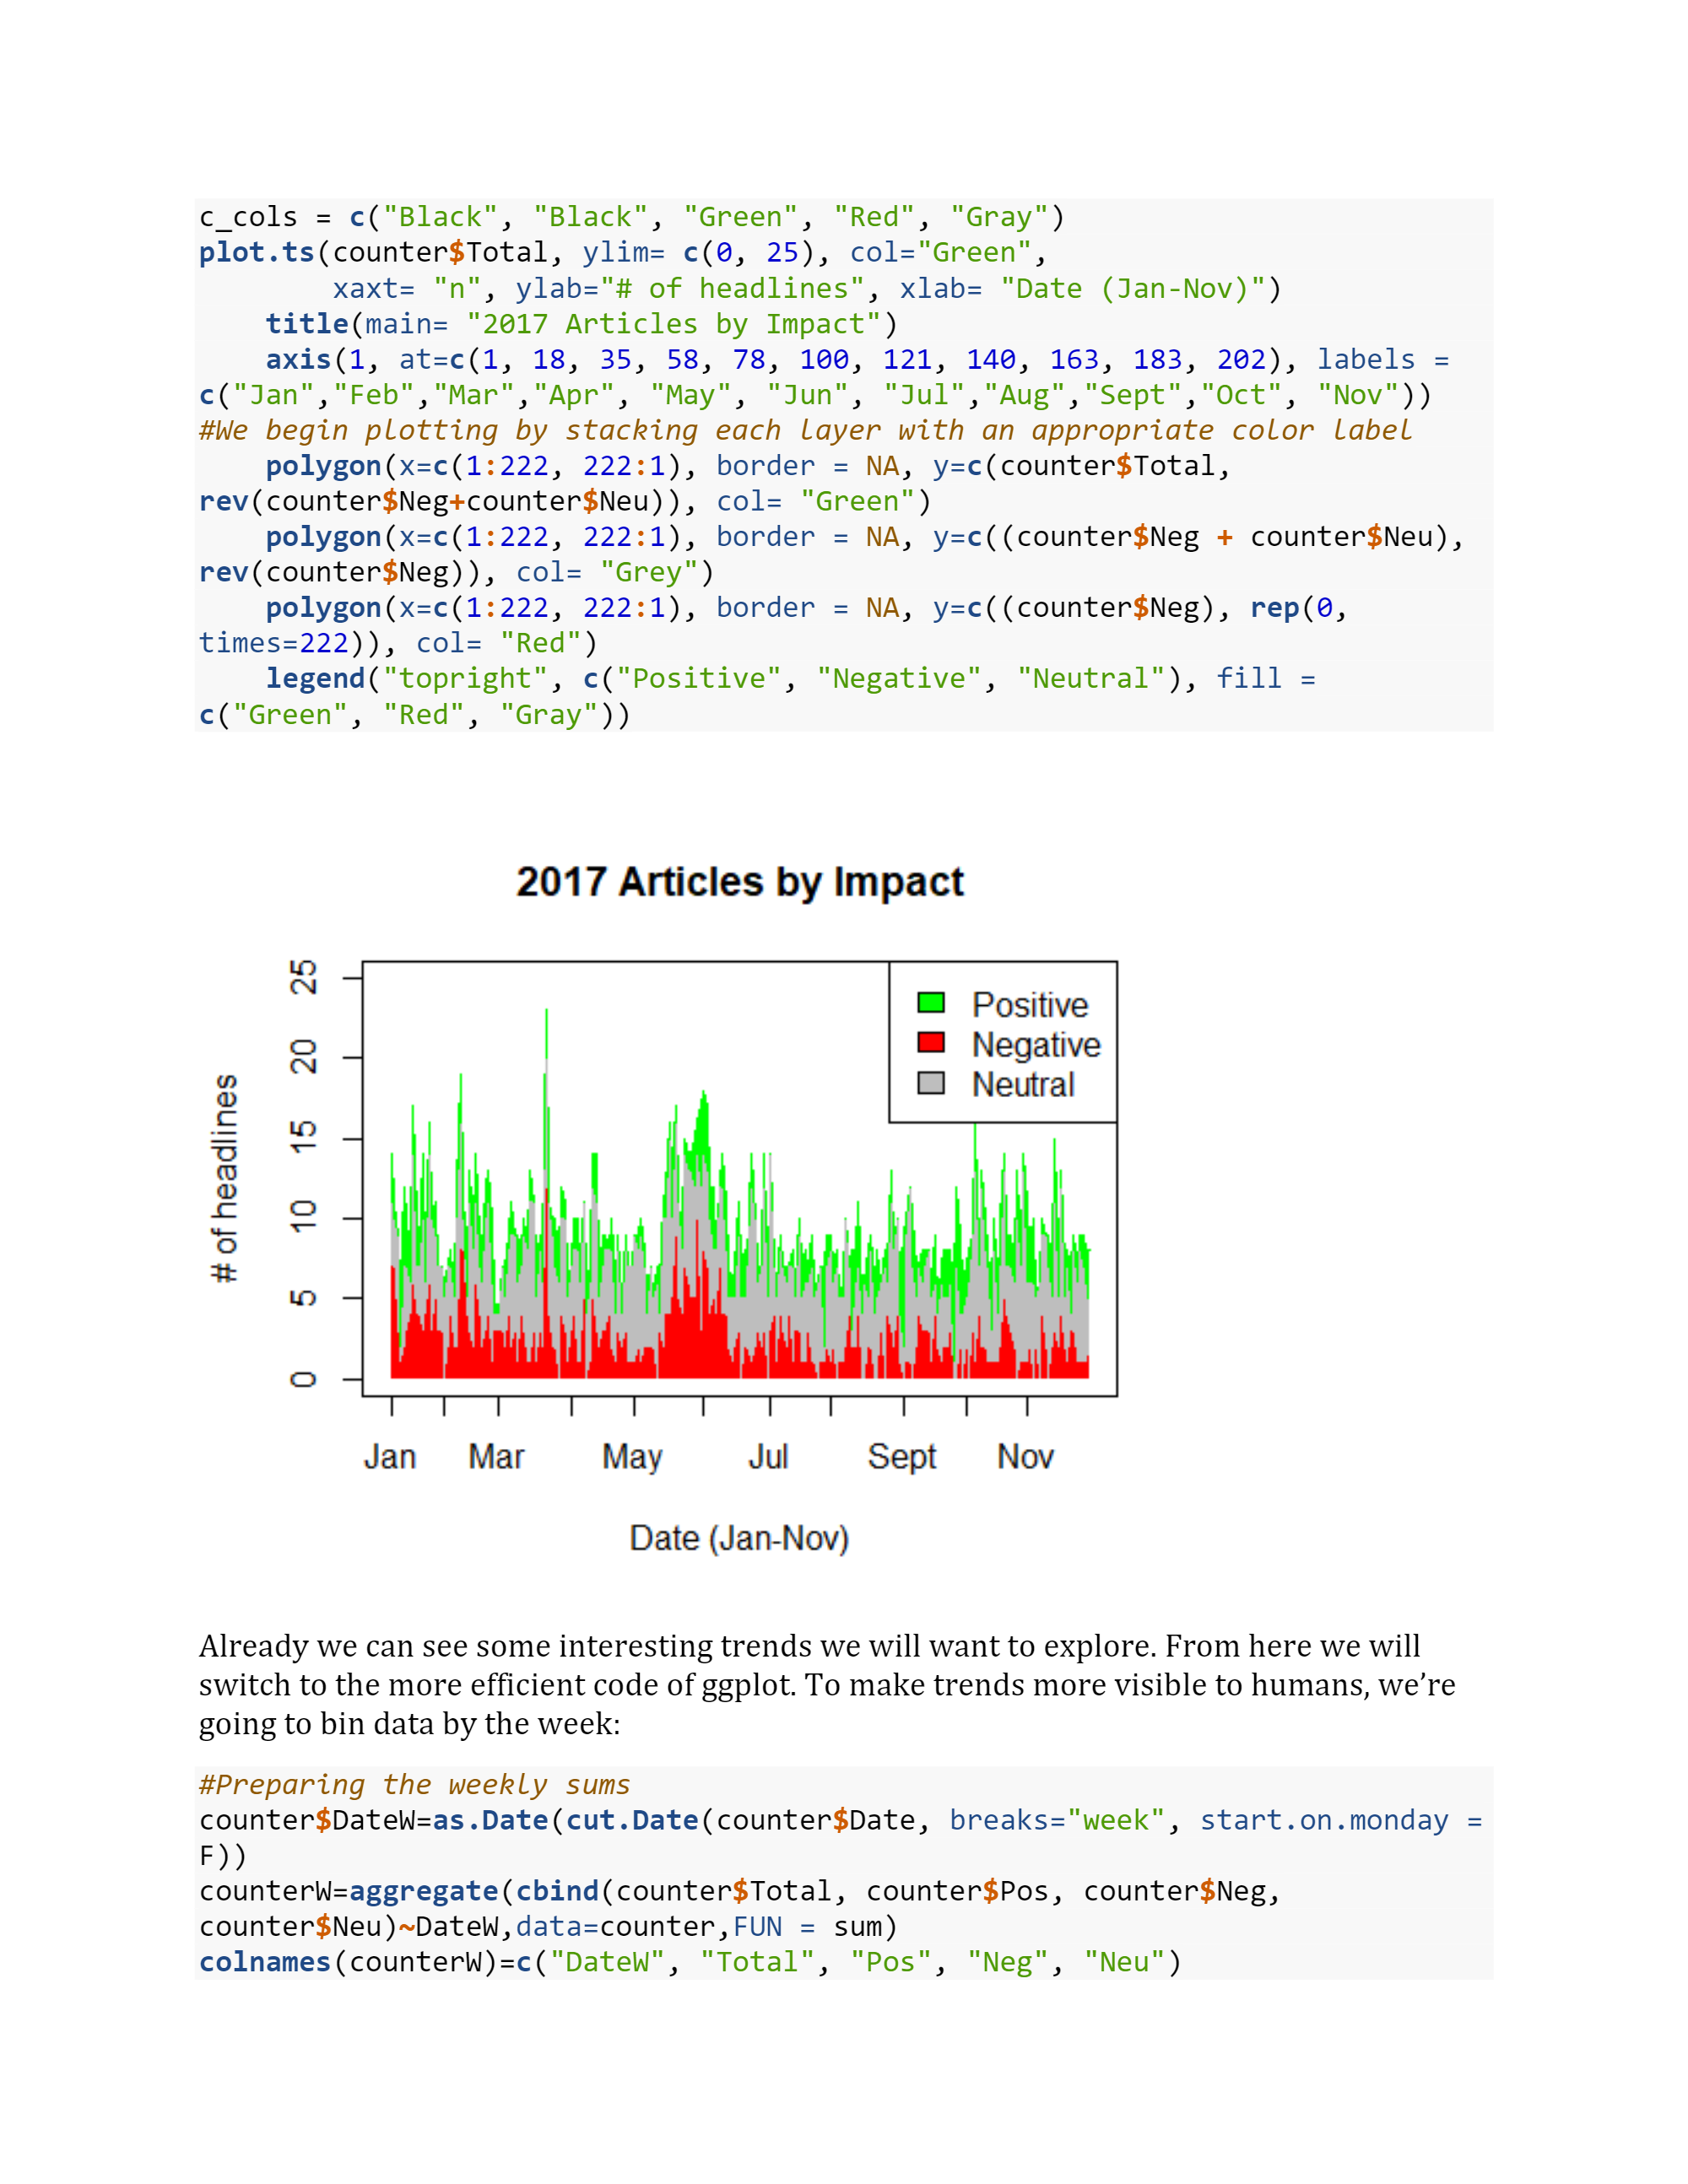 c_cols = c("Black", "Black", "Green", "Red", "Gray")
plot.ts(counter$Total, ylim= c(0, 25), col="Green",
        xaxt= "n", ylab="# of headlines", xlab= "Date (Jan-Nov)")
    title(main= "2017 Articles by Impact")
    axis(1, at=c(1, 18, 35, 58, 78, 100, 121, 140, 163, 183, 202), labels =
c("Jan","Feb","Mar","Apr", "May", "Jun", "Jul","Aug","Sept","Oct", "Nov"))
#We begin plotting by stacking each layer with an appropriate color label
    polygon(x=c(1:222, 222:1), border = NA, y=c(counter$Total,
rev(counter$Neg+counter$Neu)), col= "Green")
    polygon(x=c(1:222, 222:1), border = NA, y=c((counter$Neg + counter$Neu),
rev(counter$Neg)), col= "Grey")
    polygon(x=c(1:222, 222:1), border = NA, y=c((counter$Neg), rep(0,
times=222)), col= "Red")
    legend("topright", c("Positive", "Negative", "Neutral"), fill =
c("Green", "Red", "Gray"))
2017 Articles by Impact
# of headlines
25
20
15
10
5
0
Positive
Negative
Neutral
Jan Mar May Jul Sept Nov
Date (Jan-Nov)
Already we can see some interesting trends we will want to explore. From here we will
switch to the more efficient code of ggplot. To make trends more visible to humans, we’re
going to bin data by the week:
#Preparing the weekly sums
counter$DateW=as.Date(cut.Date(counter$Date, breaks="week", start.on.monday =
F))
counterW=aggregate(cbind(counter$Total, counter$Pos, counter$Neg,
counter$Neu)~DateW,data=counter,FUN = sum)
colnames(counterW)=c("DateW", "Total", "Pos", "Neg", "Neu")